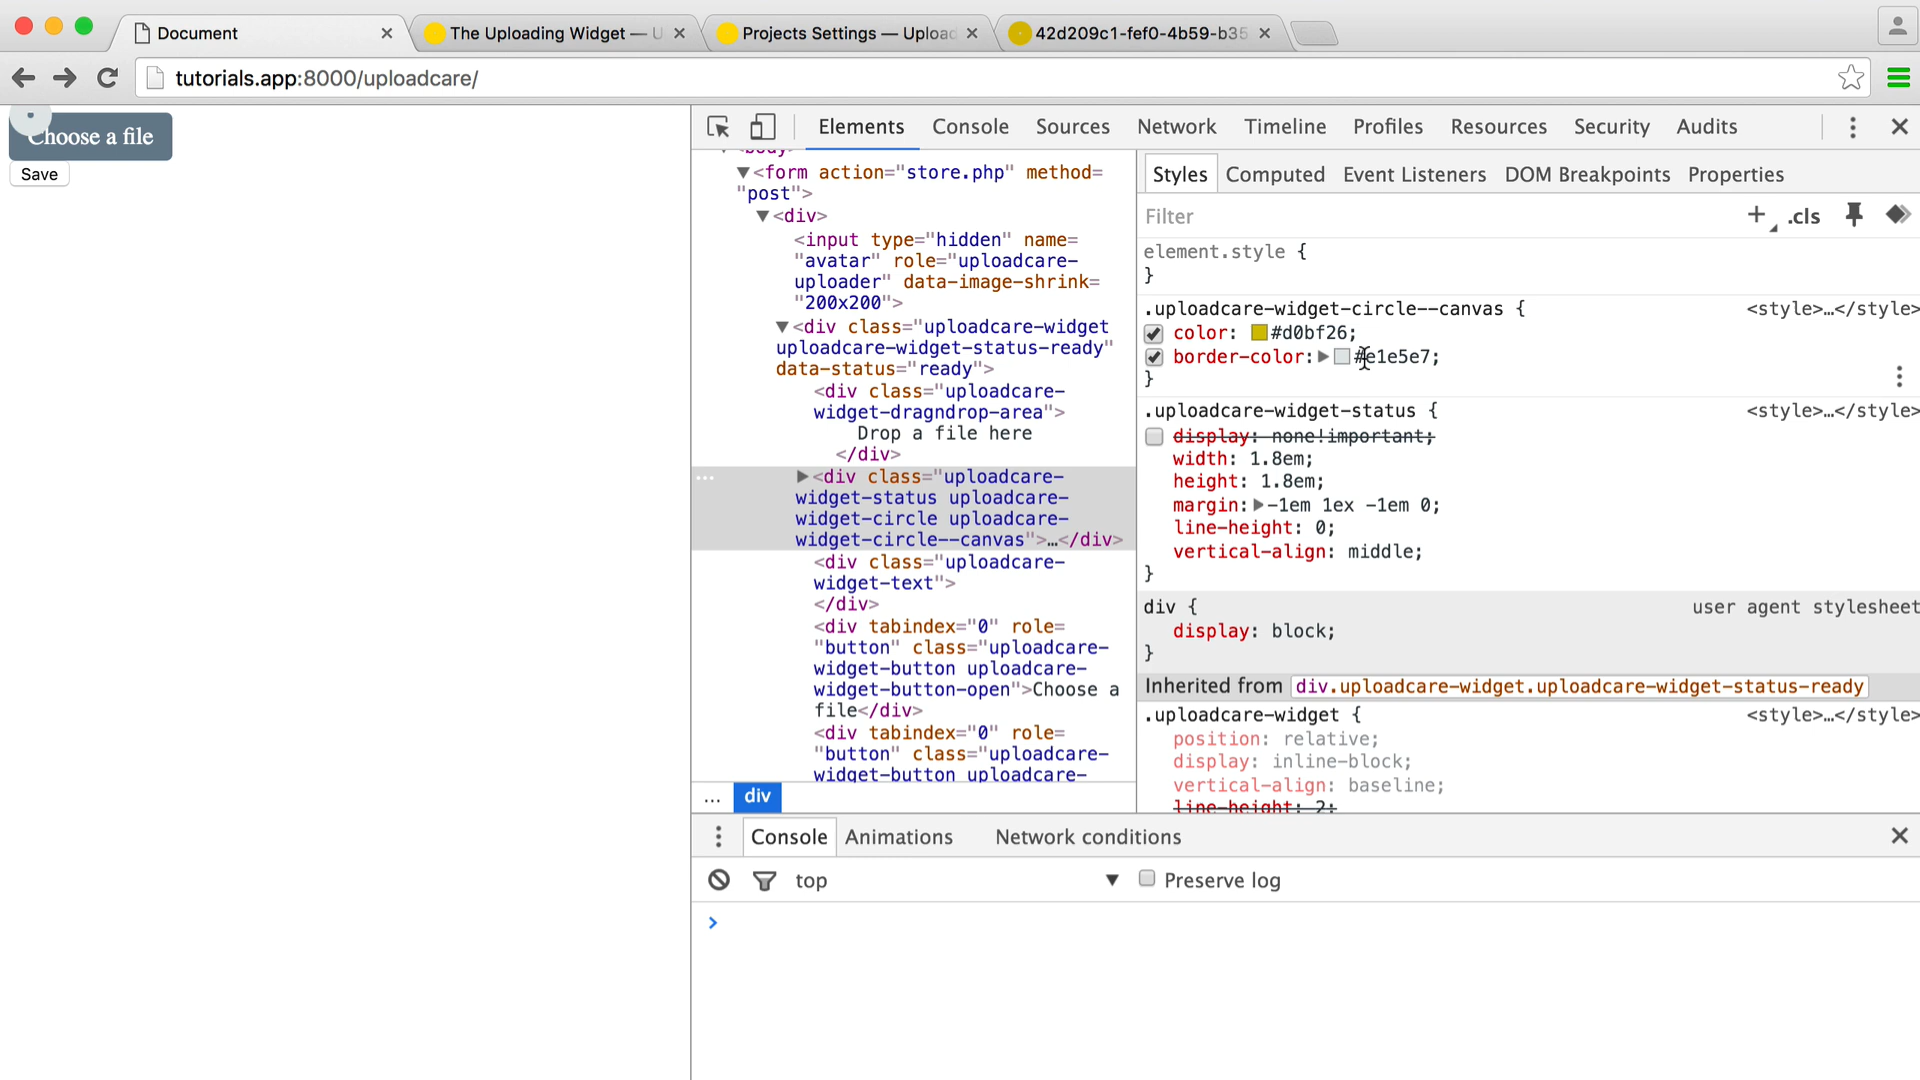 Document
The Uploading Widget — U
Projects Settings — Upload
42d209c1-fef0-4b59-b35
tutorials.app:8000/uploadcare/
Choose a file
Save
Elements Console Sources Network Timeline Profiles Resources Security Audits
<body>
▼<form action="store.php" method=
"post">
▼<div>
<input type="hidden" name=
"avatar" role="uploadcare-
uploader" data-image-shrink=
"200x200">
▼<div class="uploadcare-widget
uploadcare-widget-status-ready"
data-status="ready">
<div class="uploadcare-
widget-dragndrop-area">
Drop a file here
</div>
… ▶<div class="uploadcare-
widget-status uploadcare-
widget-circle uploadcare-
widget-circle--canvas">…</div>
<div class="uploadcare-
widget-text">
</div>
<div tabindex="0" role=
"button" class="uploadcare-
widget-button uploadcare-
widget-button-open">Choose a
file</div>
<div tabindex="0" role=
"button" class="uploadcare-
widget-button uploadcare-
... div
Styles Computed Event Listeners DOM Breakpoints Properties
Filter + .cls
element.style {
}
.uploadcare-widget-circle--canvas { <style>…</style>
color: #d0bf26;
border-color:▶ #e1e5e7;
}
.uploadcare-widget-status { <style>…</style>
display: none!important;
width: 1.8em;
height: 1.8em;
margin:▶-1em 1ex -1em 0;
line-height: 0;
vertical-align: middle;
}
div { user agent stylesheet
display: block;
}
Inherited from div.uploadcare-widget.uploadcare-widget-status-ready
.uploadcare-widget { <style>…</style>
position: relative;
display: inline-block;
vertical-align: baseline;
line-height: 2;
Console Animations Network conditions
top ▼ Preserve log
>